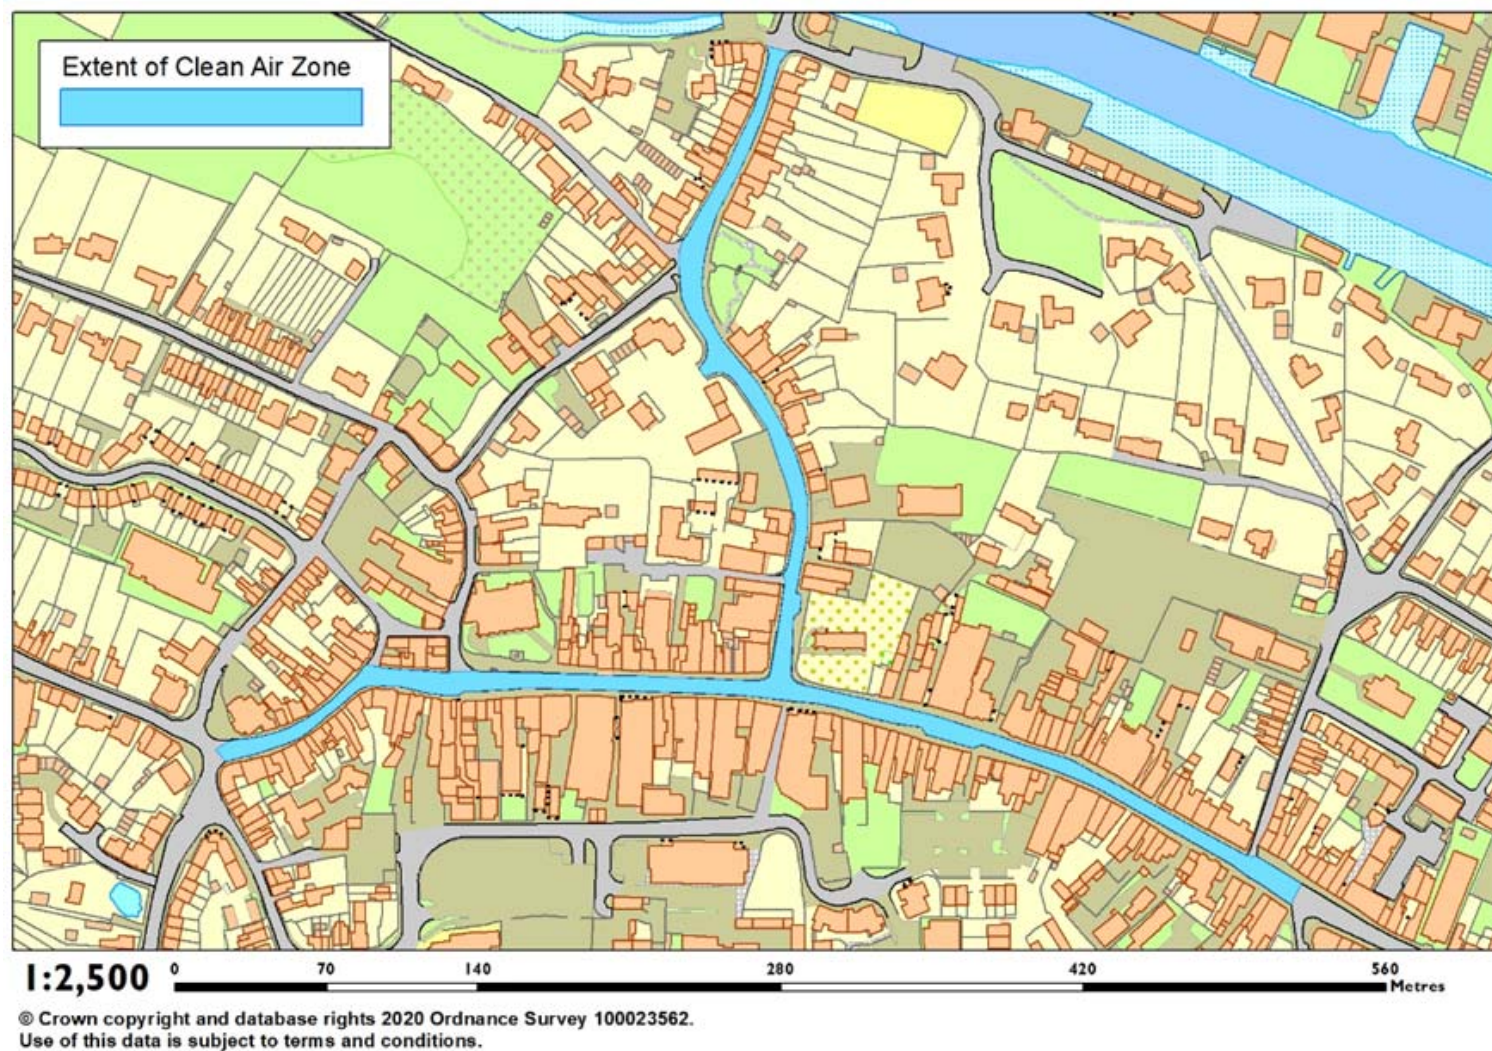 Extent of Clean Air Zone
1:2,500
0 70 140 280 420 560
Metres
© Crown copyright and database rights 2020 Ordnance Survey 100023562.
Use of this data is subject to terms and conditions.